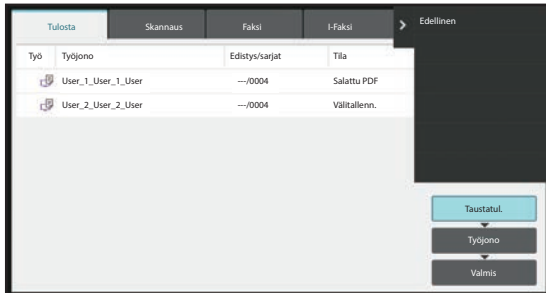 Tulosta Skannaus Faksi I-Faksi Edellinen
Työ Työjono Edistys/sarjat Tila
User_1_User_1_User ---/0004 Salattu PDF
User_2_User_2_User ---/0004 Välitallenn.
Taustatul.
Työjono
Valmis